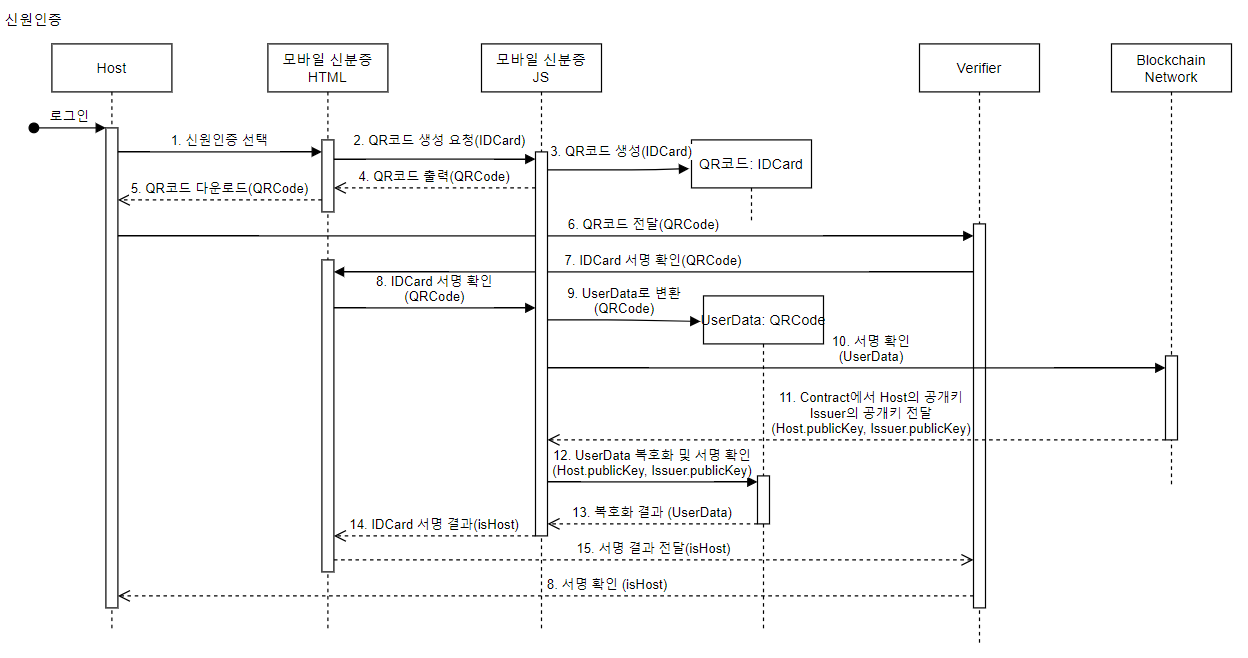 신원인증
Host
모바일 신분증
HTML
모바일 신분증
JS
Verifier
Blockchain
Network
로그인
1. 신원인증 선택
2. QR코드 생성 요청(IDCard)
3. QR코드 생성(IDCard)
QR코드: IDCard
4. QR코드 출력(QRCode)
5. QR코드 다운로드(QRCode)
6. QR코드 전달(QRCode)
7. IDCard 서명 확인(QRCode)
8. IDCard 서명 확인
(QRCode)
9. UserData로 변환
(QRCode)
UserData: QRCode
10. 서명 확인
(UserData)
11. Contract에서 Host의 공개키
Issuer의 공개키 전달
(Host.publicKey, Issuer.publicKey)
12. UserData 복호화 및 서명 확인
(Host.publicKey, Issuer.publicKey)
13. 복호화 결과 (UserData)
14. IDCard 서명 결과(isHost)
15. 서명 결과 전달(isHost)
8. 서명 확인 (isHost)